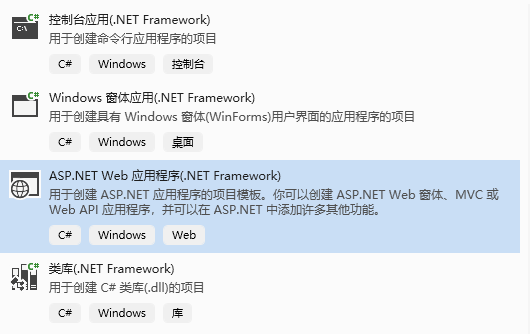 控制台应用(.NET Framework)
用于创建命令行应用程序的项目
C# Windows 控制台
Windows 窗体应用(.NET Framework)
用于创建具有 Windows 窗体(WinForms)用户界面的应用程序的项目
C# Windows 桌面
ASP.NET Web 应用程序(.NET Framework)
用于创建 ASP.NET 应用程序的项目模板。你可以创建 ASP.NET Web 窗体、MVC 或
Web API 应用程序，并可以在 ASP.NET 中添加许多其他功能。
C# Windows Web
类库(.NET Framework)
用于创建 C# 类库(.dll)的项目
C# Windows 库